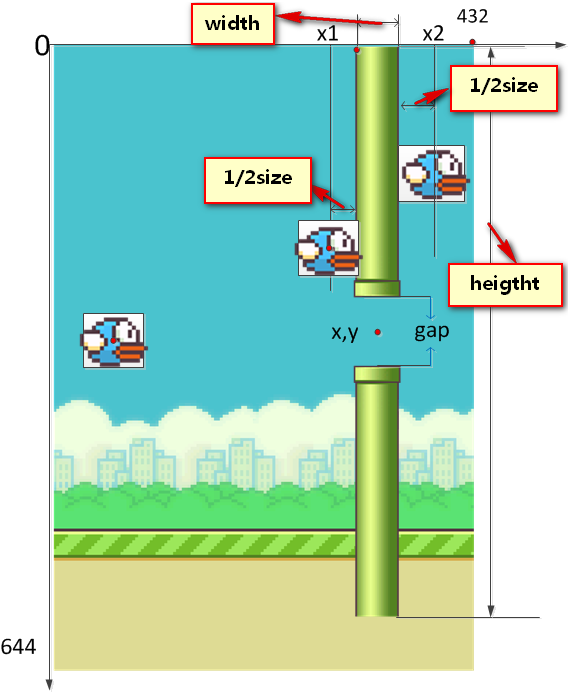 width
432
0
x1
x2
1/2size
1/2size
heigtht
x,y
gap
644